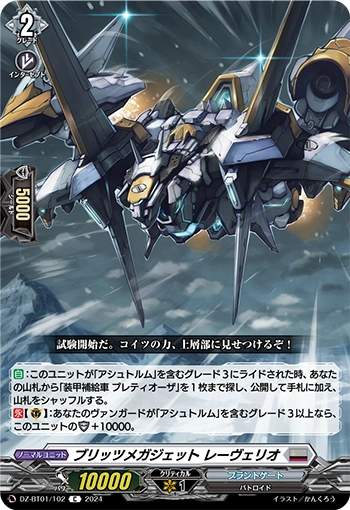 2
グレード
インターセプト
5000
シールド
試験開始だ。コイツの力、上層部に見せつけるぞ！
自：このユニットが「アシュトルム」を含むグレード３にライドされた時、あなた
の山札から「装甲補給車 プレティオーザ」を１枚まで探し、公開して手札に加え、
山札をシャッフルする。
永【】：あなたのヴァンガードが「アシュトルム」を含むグレード３以上なら、
このユニットの+10000。
ノーマルユニット
ブリッツメガジェット レーヴェリオ
パワー 10000
クリティカル
1
ブラントゲート
バトロイド
DZ-BT01/102 C 2024
イラスト／かんくろう